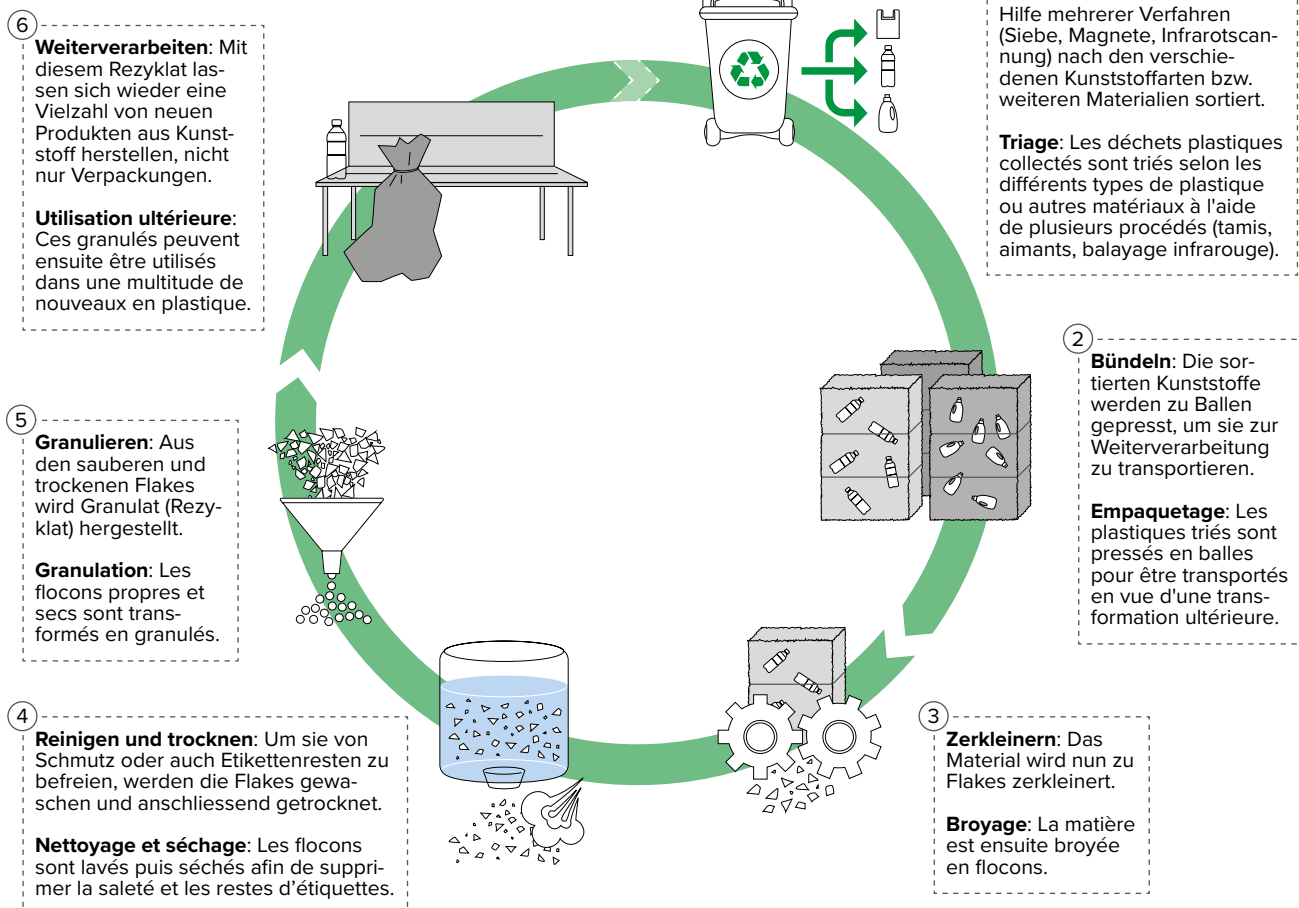 Hilfe mehrerer Verfahren
(Siebe, Magnete, Infrarotscan-
nung) nach den verschie-
denen Kunststoffarten bzw.
weiteren Materialien sortiert.
Triage: Les déchets plastiques
collectés sont triés selon les
différents types de plastique
ou autres matériaux à l'aide
de plusieurs procédés (tamis,
aimants, balayage infrarouge).
2
Bündeln: Die sor-
tierten Kunststoffe
werden zu Ballen
gepresst, um sie zur
Weiterverarbeitung
zu transportieren.
Empaquetage: Les
plastiques triés sont
pressés en balles
pour être transportés
en vue d'une trans-
formation ultérieure.
3
Zerkleinern: Das
Material wird nun zu
Flakes zerkleinert.
Broyage: La matière
est ensuite broyée
en flocons.
4
Reinigen und trocknen: Um sie von
Schmutz oder auch Etikettenresten zu
befreien, werden die Flakes gewa-
schen und anschliessend getrocknet.
Nettoyage et séchage: Les flocons
sont lavés puis séchés afin de suppri-
mer la saleté et les restes d’étiquettes.
5
Granulieren: Aus
den sauberen und
trockenen Flakes
wird Granulat (Rezy-
klat) hergestellt.
Granulation: Les
flocons propres et
secs sont trans-
formés en granulés.
6
Weiterverarbeiten: Mit
diesem Rezyklat las-
sen sich wieder eine
Vielzahl von neuen
Produkten aus Kunst-
stoff herstellen, nicht
nur Verpackungen.
Utilisation ultérieure:
Ces granulés peuvent
ensuite être utilisés
dans une multitude de
nouveaux en plastique.